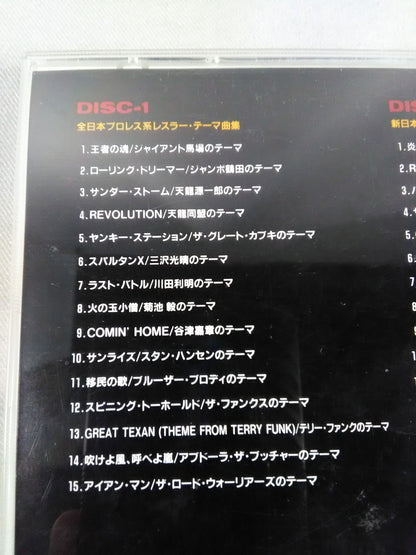 DISC-1
全日本プロレス系レスラー・テーマ曲集
1.王者の魂/ジャイアント馬場のテーマ
2.ローリング・ドリーマー/ジャンボ鶴田のテーマ
3.サンダー・ストーム/天龍源一郎のテーマ
4.REVOLUTION/天龍同盟のテーマ
5.ヤンキー・ステーション/ザ・グレート・カブキのテーマ
6.スパルタンX/三沢光晴のテーマ
7.ラスト・バトル/川田利明のテーマ
8.火の玉小僧/菊池 毅のテーマ
9.COMIN' HOME/谷津嘉章のテーマ
10.サンライズ/スタン・ハンセンのテーマ
11.移民の歌/ブルーザー・ブロディのテーマ
12.スピニング・トーホールド/ザ・ファンクスのテーマ
13.GREAT TEXAN (THEME FROM TERRY FUNK)/テリー・ファンクのテーマ
14.吹けよ風、呼べよ嵐/アブドーラ・ザ・ブッチャーのテーマ
15.アイアン・マン/ザ・ロード・ウォーリアーズのテーマ
DIS
新日本
1.炎
2.R
3.
4.
5.
6.
7.
8.
9.